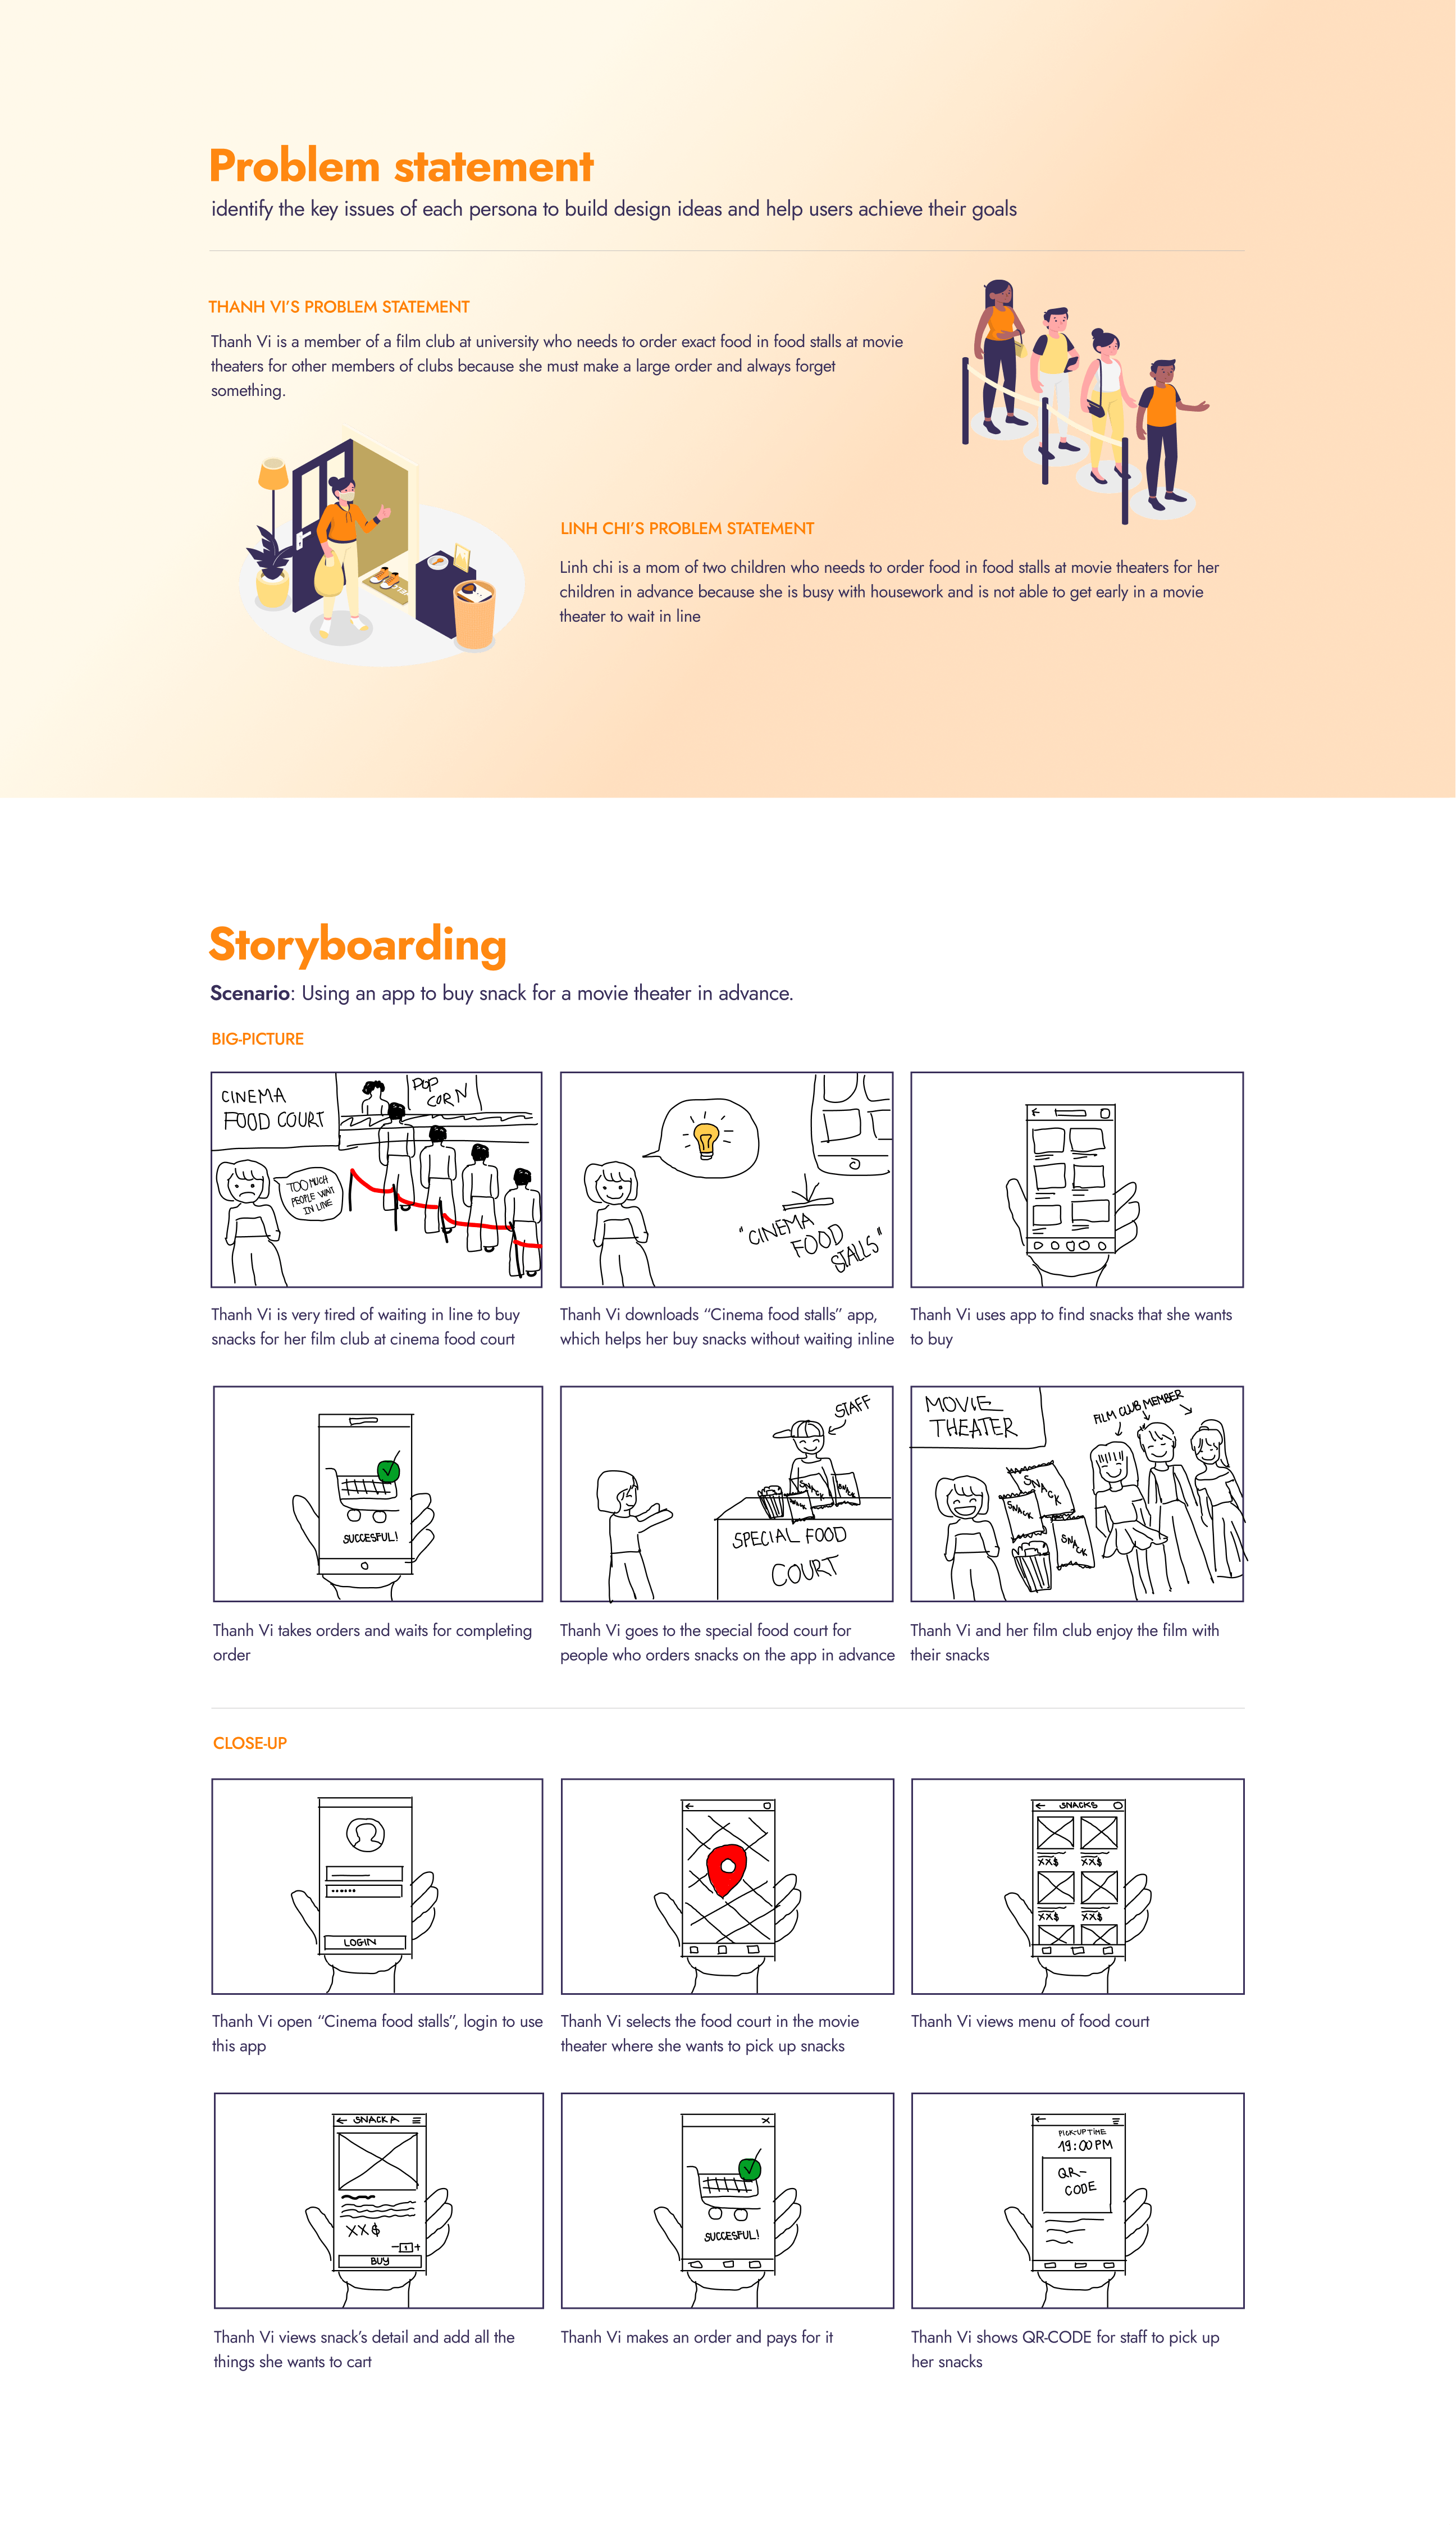 Problem statement
identify the key issues of each persona to build design ideas and help users achieve their goals
THANH VI’S PROBLEM STATEMENT
Thanh Vi is a member of a film club at university who needs to order exact food in food stalls at movie
theaters for other members of clubs because she must make a large order and always forget
something.
LINH CHI’S PROBLEM STATEMENT
Linh chi is a mom of two children who needs to order food in food stalls at movie theaters for her
children in advance because she is busy with housework and is not able to get early in a movie
theater to wait in line
Storyboarding
Scenario: Using an app to buy snack for a movie theater in advance.
BIG-PICTURE
CINEMA
FOOD COURT
POP
CORN
TOO MUCH
PEOPLE WAIT
IN LINE
Thanh Vi is very tired of waiting in line to buy
snacks for her film club at cinema food court
"CINEMA
FOOD
STALLS"
Thanh Vi downloads “Cinema food stalls” app,
which helps her buy snacks without waiting inline
Thanh Vi uses app to find snacks that she wants
to buy
SUCCESFUL!
Thanh Vi takes orders and waits for completing
order
STAFF
SNACK
SNACK
SNACK
SPECIAL FOOD
COURT
Thanh Vi goes to the special food court for
people who orders snacks on the app in advance
MOVIE
THEATER
FILM CLUB MEMBER
SNACK
SNACK
SNACK
Thanh Vi and her film club enjoy the film with
their snacks
CLOSE-UP
LOGIN
Thanh Vi open “Cinema food stalls”, login to use
this app
Thanh Vi selects the food court in the movie
theater where she wants to pick up snacks
SNACKS
XX$ XX$
XX$ XX$
Thanh Vi views menu of food court
SNACK A
XX$
-1+
BUY
Thanh Vi views snack’s detail and add all the
things she wants to cart
X
SUCCESFUL!
Thanh Vi makes an order and pays for it
PICK-UP TIME
19:00 PM
QR-
CODE
Thanh Vi shows QR-CODE for staff to pick up
her snacks